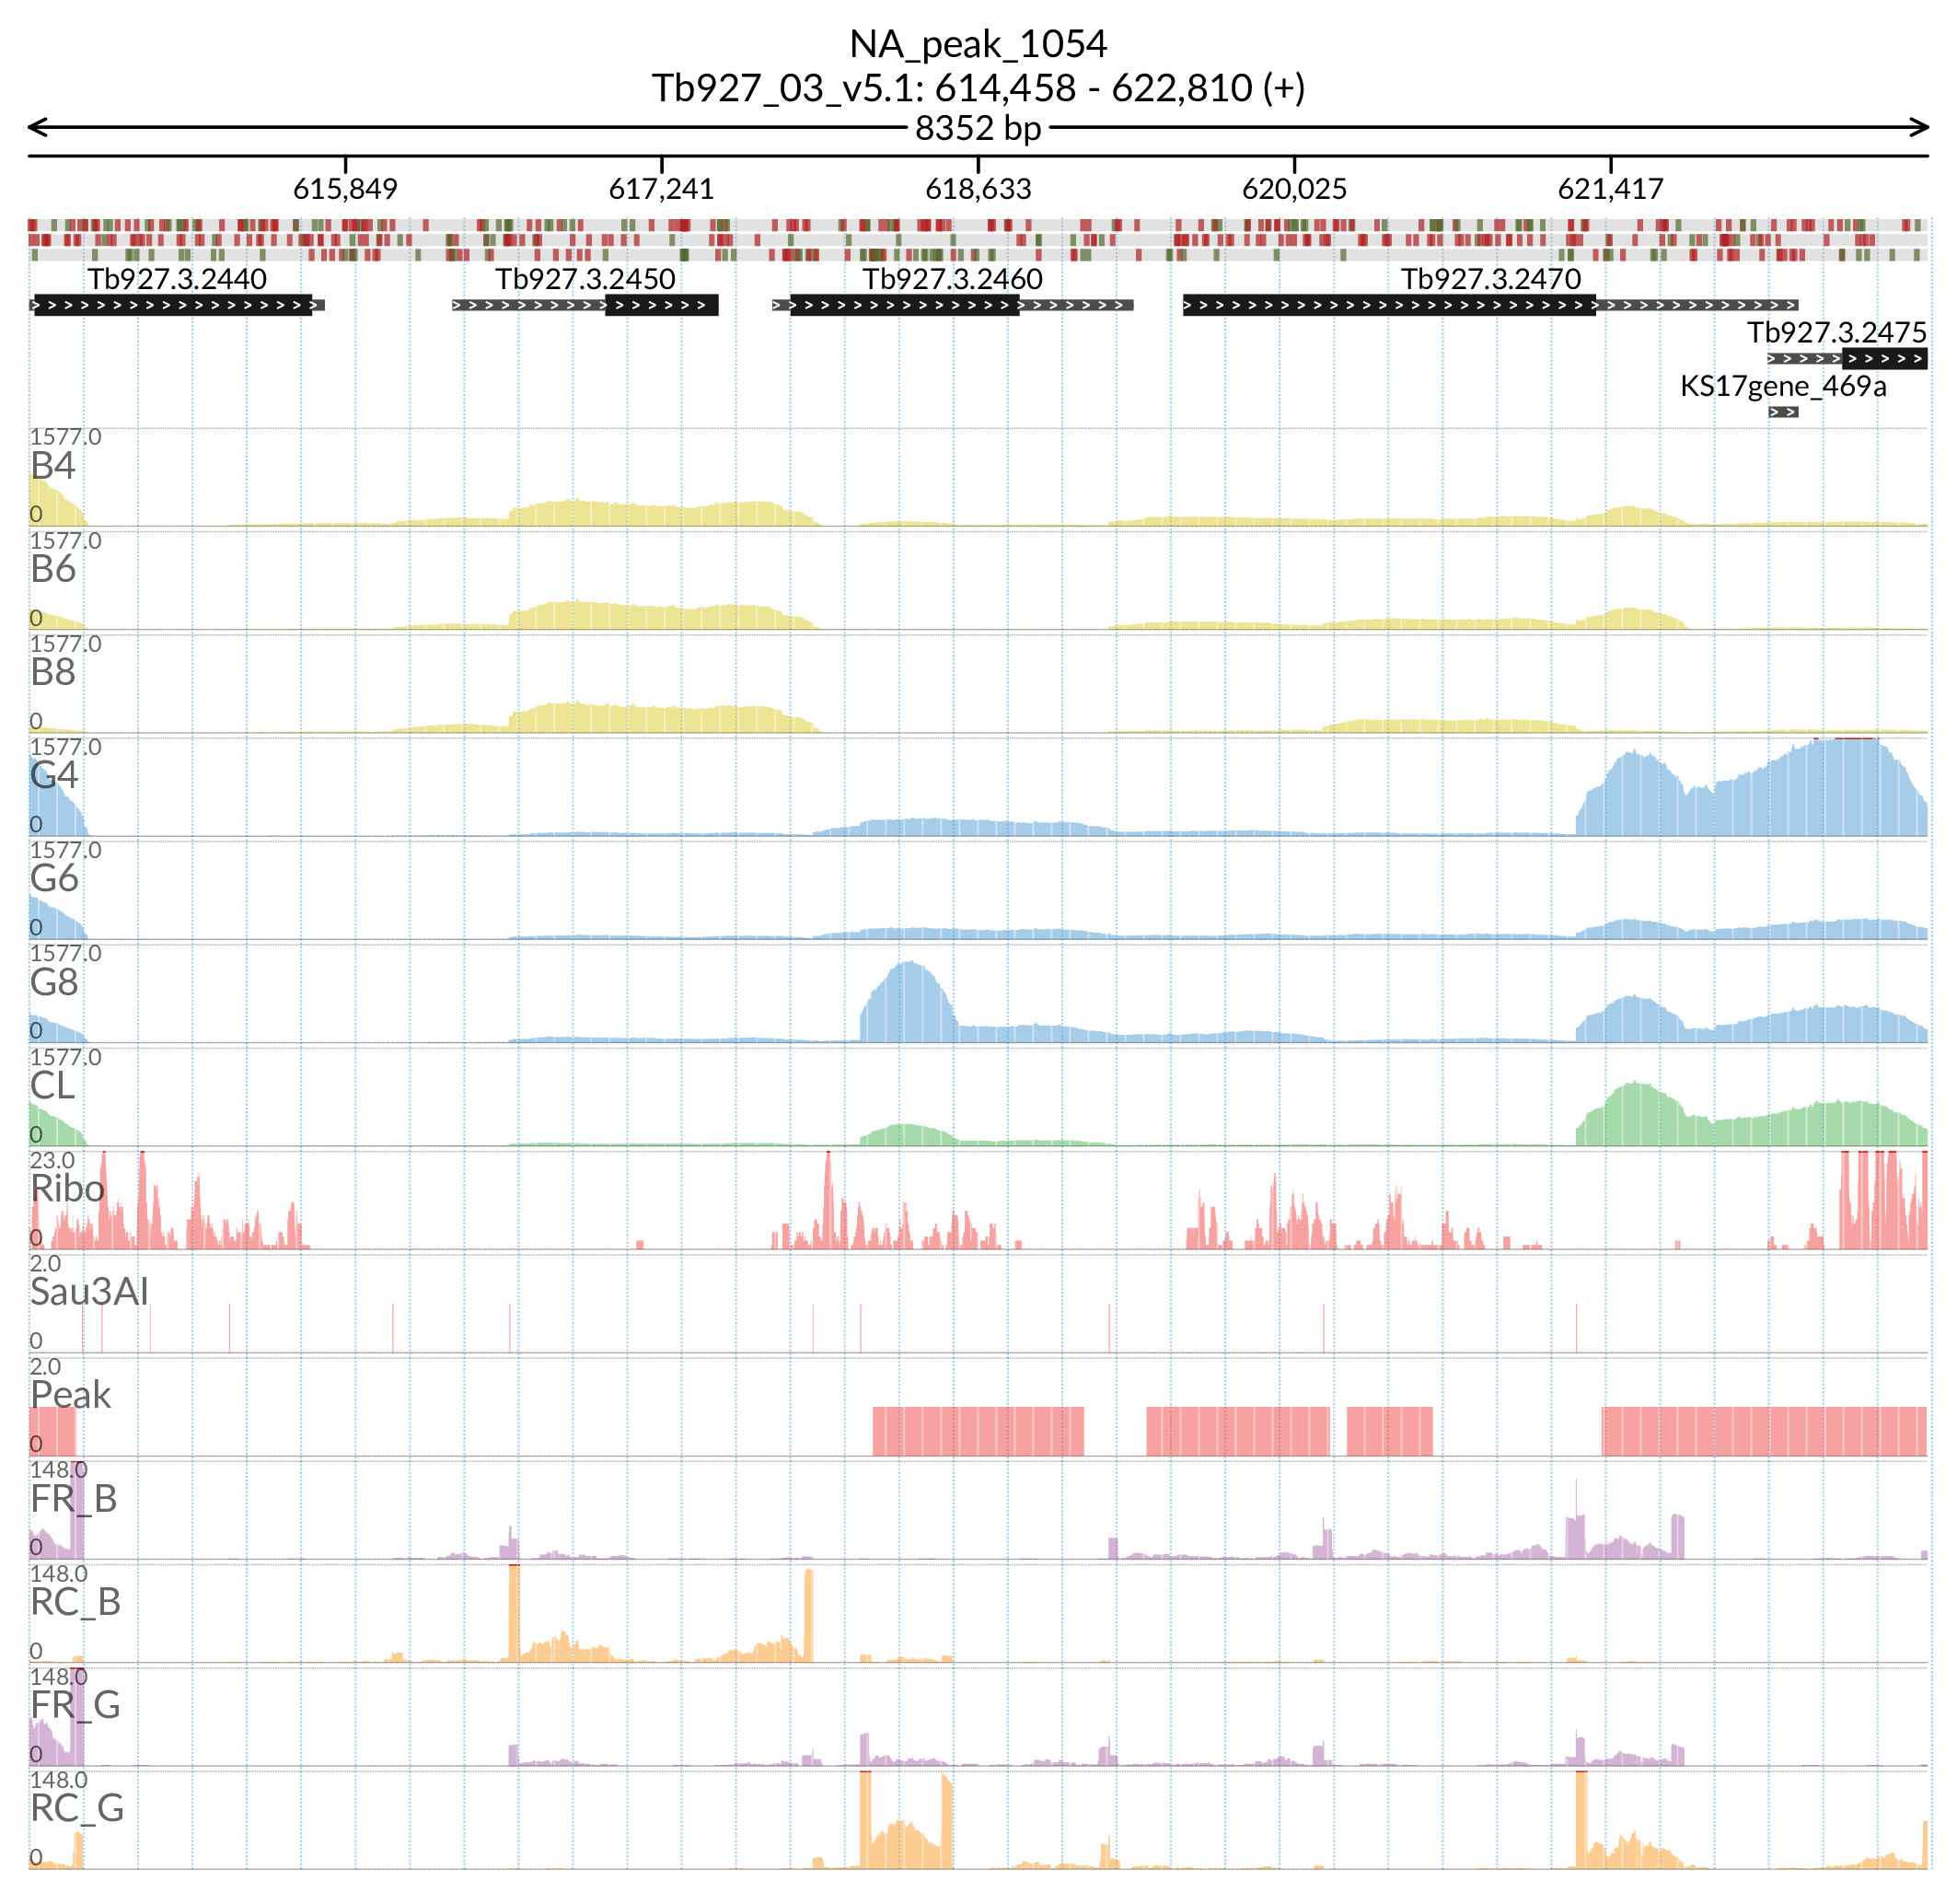 NA_peak_1054
Tb927_03_v5.1: 614,458 - 622,810 (+)
8352 bp
615,849 617,241 618,633 620,025 621,417
Tb927.3.2440 Tb927.3.2450 Tb927.3.2460 Tb927.3.2470
Tb927.3.2475
KS17gene_469a
1577.0
B4
0
1577.0
B6
0
1577.0
B8
0
1577.0
G4
0
1577.0
G6
0
1577.0
G8
0
1577.0
CL
0
23.0
Ribo
0
2.0
Sau3AI
0
2.0
Peak
0
148.0
FR_B
0
148.0
RC_B
0
148.0
FR_G
0
148.0
RC_G
0